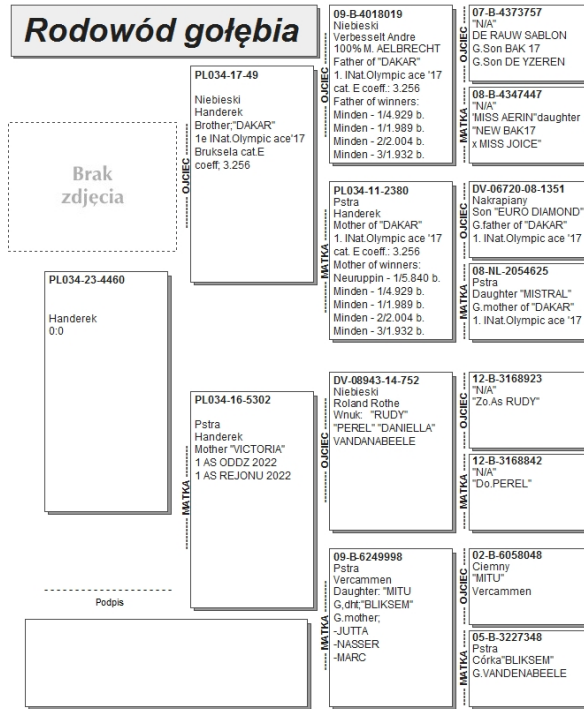 Rodowód gołębia
Brak
zdjęcia
PL034-23-4460
Handerek
0:0
Podpis
OJCIEC
PL034-17-49
Niebieski
Handerek
Brother;"DAKAR"
1e INat.Olympic ace'17
Bruksela cat.E
coeff; 3.256
MATKA
PL034-16-5302
Pstra
Handerek
Mother "VICTORIA"
1 AS ODDZ 2022
1 AS REJONU 2022
OJCIEC
09-B-4018019
Niebieski
Verbesselt Andre
100% M. AELBRECHT
Father of "DAKAR"
1. INat.Olympic ace '17
cat. E coeff.: 3.256
Father of winners:
Minden - 1/4.929 b.
Minden - 1/1.989 b.
Minden - 2/2.004 b.
Minden - 3/1.932 b.
MATKA
PL034-11-2380
Pstra
Handerek
Mother of "DAKAR"
1. INat.Olympic ace '17
cat. E coeff.: 3.256
Mother of winners:
Neuruppin - 1/5.840 b.
Minden - 1/4.929 b.
Minden - 1/1.989 b.
Minden - 2/2.004 b.
Minden - 3/1.932 b.
OJCIEC
DV-08943-14-752
Niebieski
Roland Rothe
Wnuk: "RUDY"
"PEREL" "DANIELLA"
VANDANABEELE
MATKA
09-B-6249998
Pstra
Vercammen
Daughter: "MITU
G,dht;"BLIKSEM"
G.mother;
-JUTTA
-NASSER
-MARC
OJCIEC
07-B-4373757
"N/A"
DE RAUW SABLON
G.Son BAK 17
G.Son DE YZEREN
MATKA
08-B-4347447
"N/A"
'MISS AERIN"daughter
"NEW BAK17
x MISS JOICE"
OJCIEC
DV-06720-08-1351
Nakrapiany
Son "EURO DIAMOND"
G.father of "DAKAR"
1. INat.Olympic ace '17
MATKA
08-NL-2054625
Pstra
Daughter "MISTRAL"
G.mother of "DAKAR"
1. INat.Olympic ace '17
OJCIEC
12-B-3168923
"N/A"
"Zo.As RUDY"
MATKA
12-B-3168842
"N/A"
"Do.PEREL"
OJCIEC
02-B-6058048
Ciemny
"MITU"
Vercammen
MATKA
05-B-3227348
Pstra
Córka"BLIKSEM"
G.VANDENABEELE